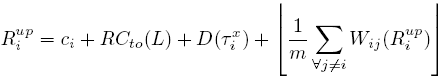 R_i^{up} = c_i + RC_{to}(L) + D(\tau_i^x) + \left\lfloor \frac{1}{m} \sum_{\forall j \neq i} W_{ij}(R_i^{up}) \right\rfloor